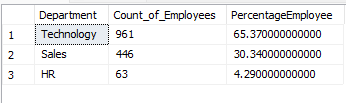 Department Count_of_Employees PercentageEmployee
1 Technology 961 65.370000000000
2 Sales 446 30.340000000000
3 HR 63 4.290000000000